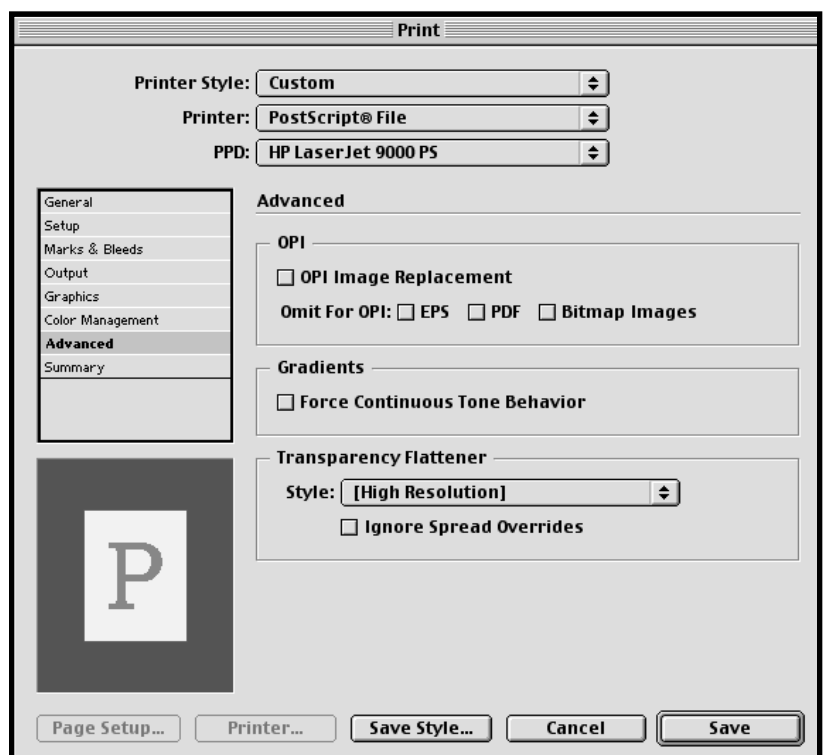 Print
Printer Style: Custom
Printer: PostScript® File
PPD: HP LaserJet 9000 PS
General
Setup
Marks & Bleeds
Output
Graphics
Color Management
Advanced
Summary
Advanced
OPI
OPI Image Replacement
Omit For OPI: EPS PDF Bitmap Images
Gradients
Force Continuous Tone Behavior
Transparency Flattener
Style: [High Resolution]
Ignore Spread Overrides
P
Page Setup... Printer... Save Style... Cancel Save